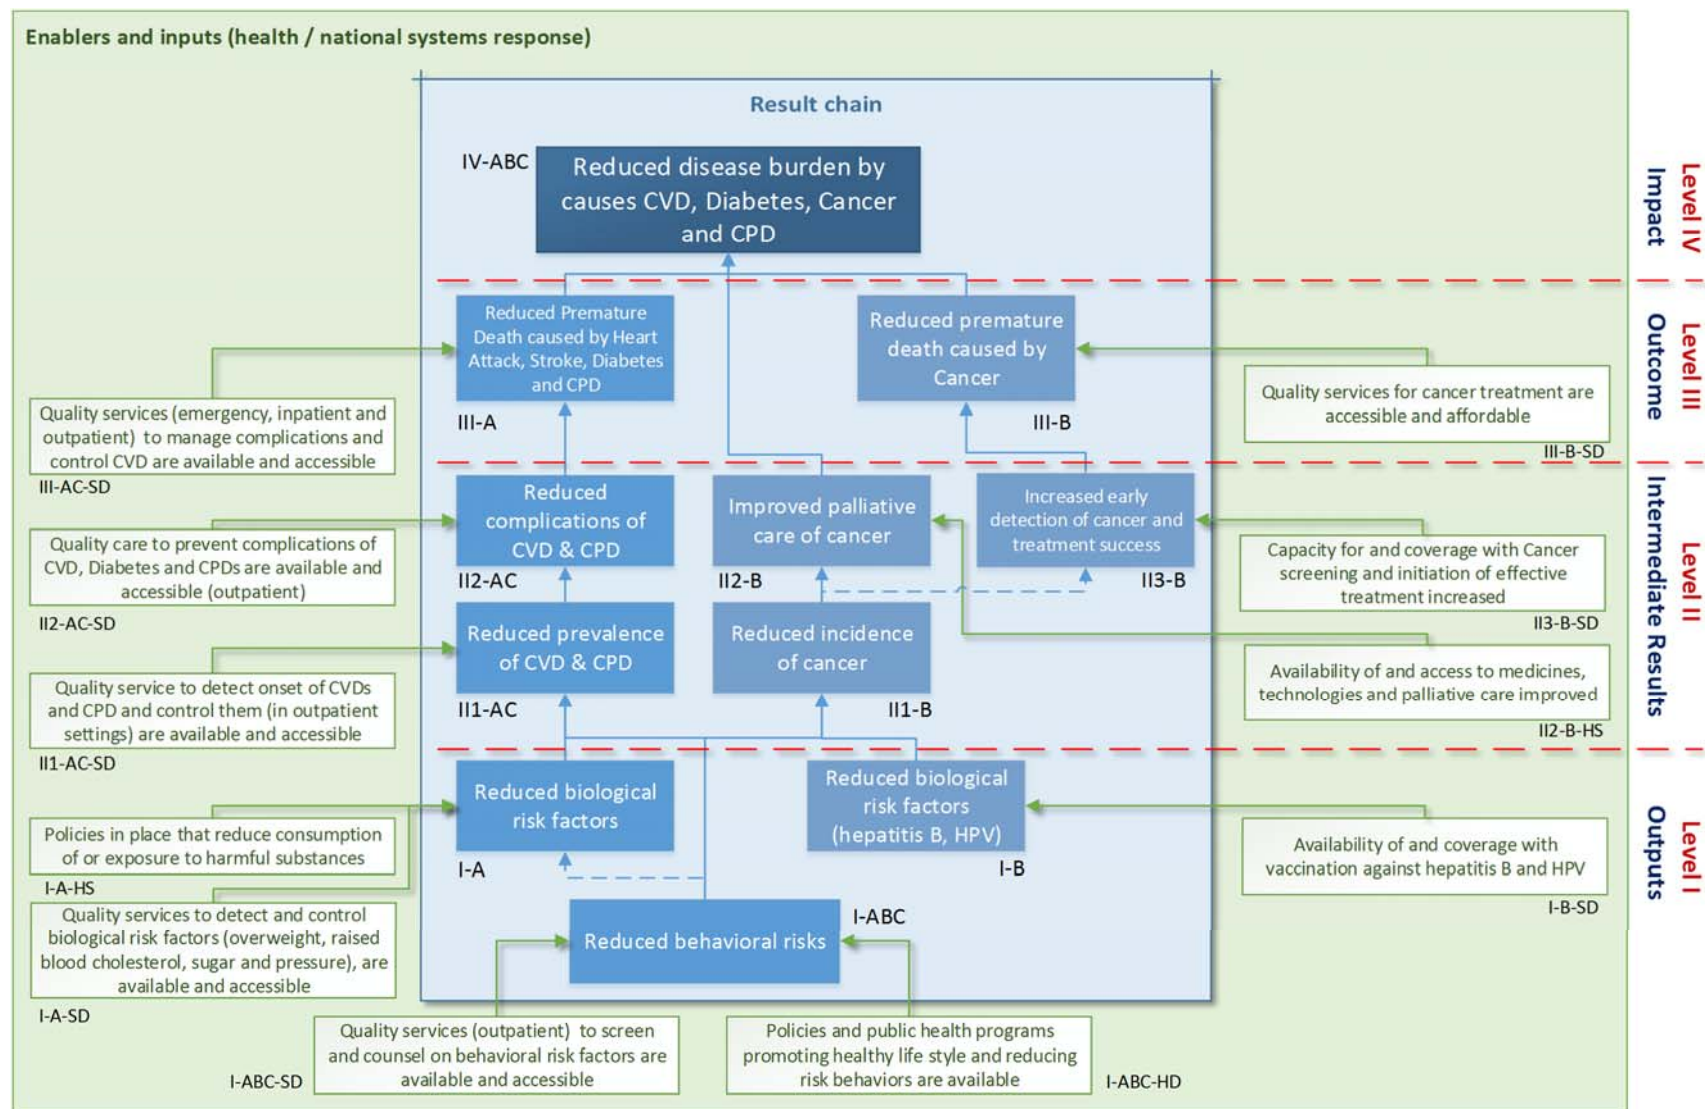 Enablers and inputs (health / national systems response)
Result chain
IV-ABC
Reduced disease burden by
causes CVD, Diabetes, Cancer
and CPD
Level IV
Impact
Reduced Premature
Death caused by Heart
Attack, Stroke, Diabetes
and CPD
III-A
Reduced premature
death caused by
Cancer
III-B
Quality services (emergency, inpatient and
outpatient) to manage complications and
control CVD are available and accessible
III-AC-SD
Quality services for cancer treatment are
accessible and affordable
III-B-SD
Level III
Outcome
Reduced
complications of
CVD & CPD
II2-AC
Improved palliative
care of cancer
II2-B
Increased early
detection of cancer and
treatment success
II3-B
Quality care to prevent complications of
CVD, Diabetes and CPDs are available and
accessible (outpatient)
II2-AC-SD
Capacity for and coverage with Cancer
screening and initiation of effective
treatment increased
II3-B-SD
Reduced prevalence
of CVD & CPD
II1-AC
Reduced incidence
of cancer
II1-B
Quality service to detect onset of CVDs
and CPD and control them (in outpatient
settings) are available and accessible
II1-AC-SD
Availability of and access to medicines,
technologies and palliative care improved
II2-B-HS
Level II
Intermediate Results
Reduced biological
risk factors
I-A
Reduced biological
risk factors
(hepatitis B, HPV)
I-B
Policies in place that reduce consumption
of or exposure to harmful substances
I-A-HS
Availability of and coverage with
vaccination against hepatitis B and HPV
I-B-SD
Level I
Outputs
Quality services to detect and control
biological risk factors (overweight, raised
blood cholesterol, sugar and pressure), are
available and accessible
I-A-SD
I-ABC
Reduced behavioral risks
Quality services (outpatient) to screen
and counsel on behavioral risk factors are
available and accessible
I-ABC-SD
Policies and public health programs
promoting healthy life style and reducing
risk behaviors are available
I-ABC-HD